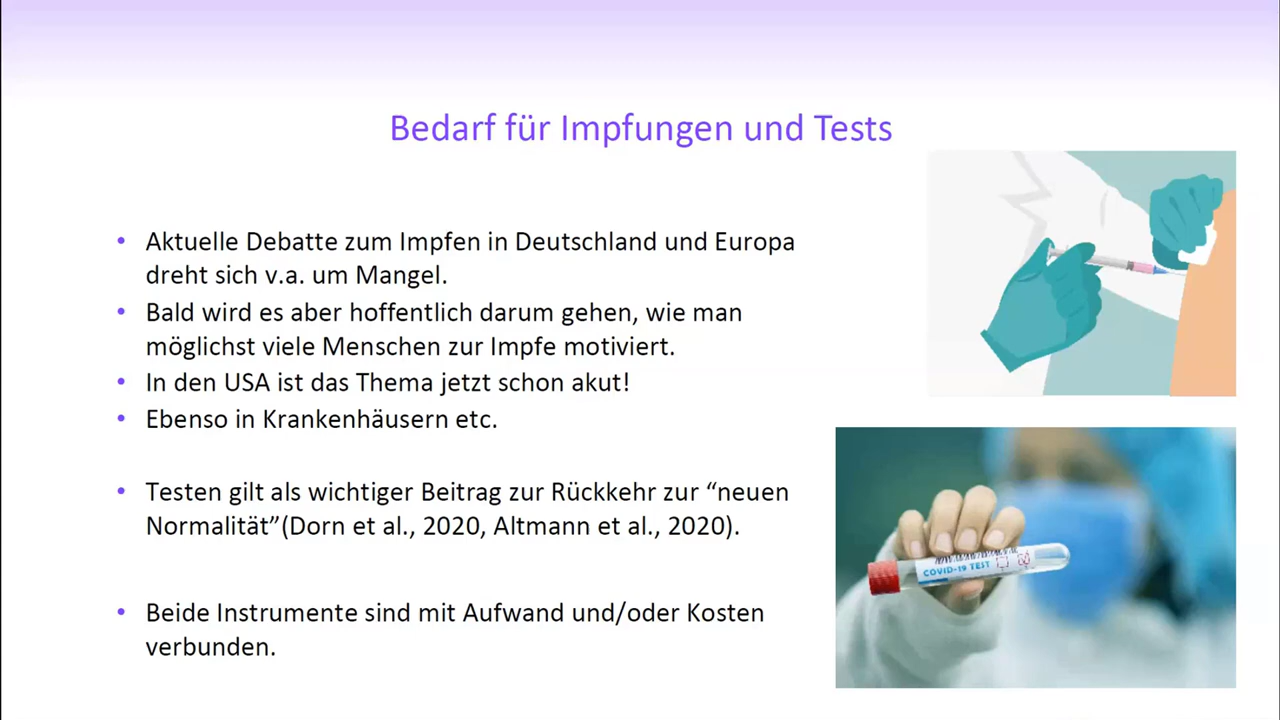 Bedarf für Impfungen und Tests
• Aktuelle Debatte zum Impfen in Deutschland und Europa
dreht sich v.a. um Mangel.
• Bald wird es aber hoffentlich darum gehen, wie man
möglichst viele Menschen zur Impfe motiviert.
• In den USA ist das Thema jetzt schon akut!
• Ebenso in Krankenhäusern etc.
• Testen gilt als wichtiger Beitrag zur Rückkehr zur “neuen
Normalität”(Dorn et al., 2020, Altmann et al., 2020).
• Beide Instrumente sind mit Aufwand und/oder Kosten
verbunden.
COVID-19 TEST